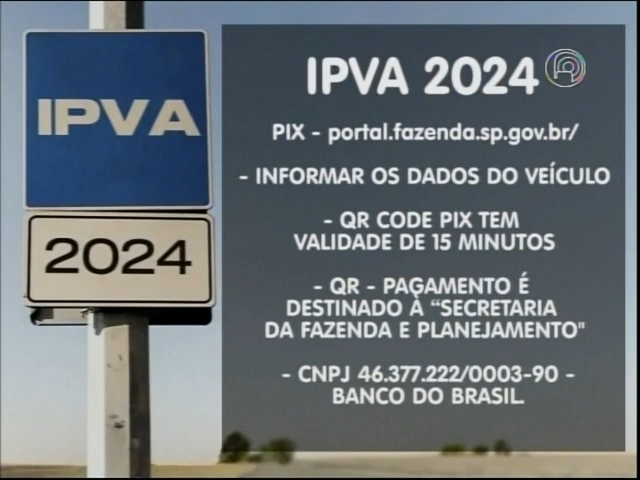 IPVA
2024
IPVA 2024
PIX - portal.fazenda.sp.gov.br/
- INFORMAR OS DADOS DO VEÍCULO
- QR CODE PIX TEM
VALIDADE DE 15 MINUTOS
- QR - PAGAMENTO É
DESTINADO À “SECRETARIA
DA FAZENDA E PLANEJAMENTO"
- CNPJ 46.377.222/0003-90 -
BANCO DO BRASIL.